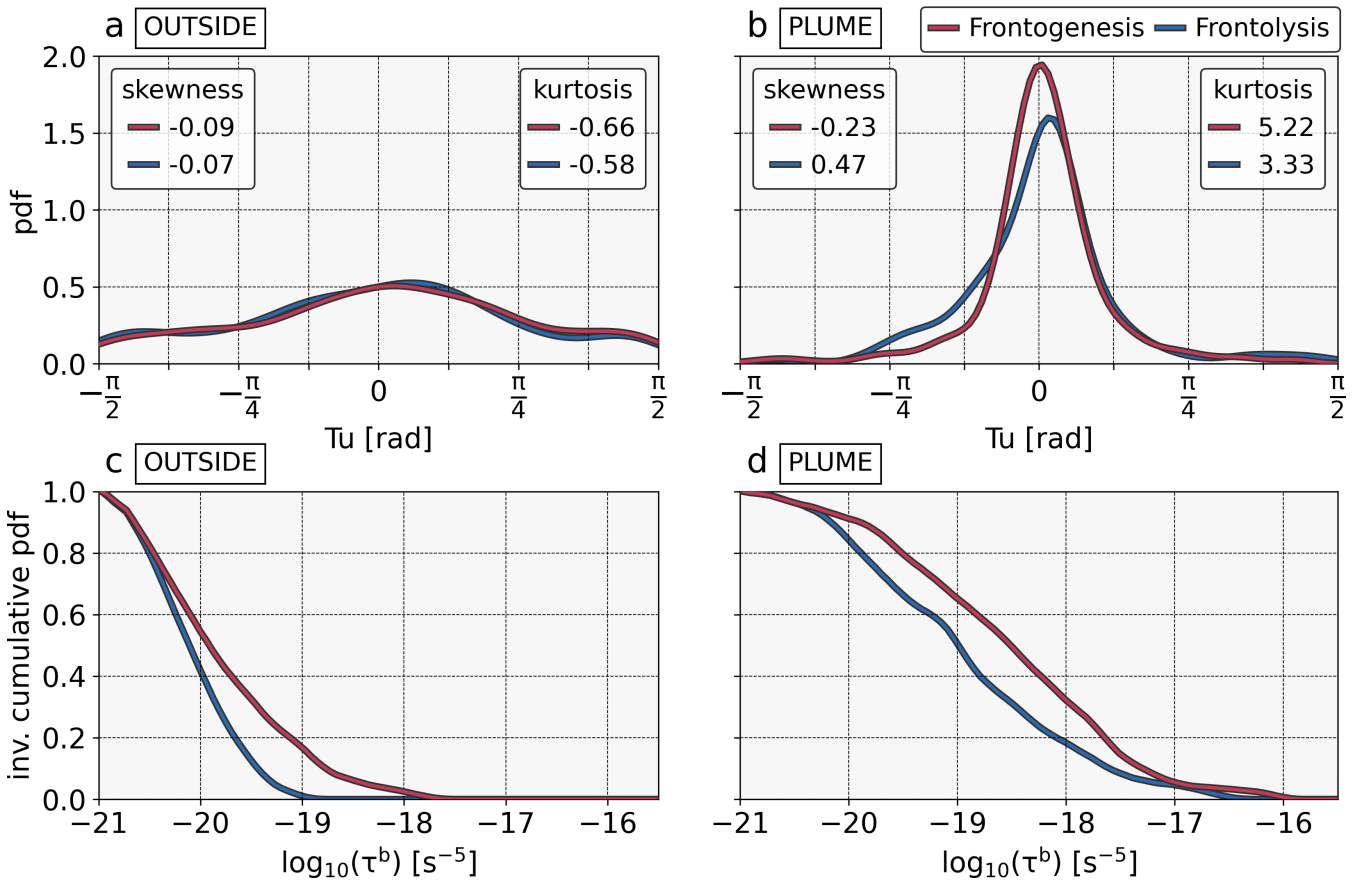 a OUTSIDE
b PLUME
Frontogenesis Frontolysis
pdf
2.0
1.5
1.0
0.5
0.0
skewness
-0.09
-0.07
kurtosis
-0.66
-0.58
−π/2 −π/4 0 π/4 π/2
Tu [rad]
skewness
-0.23
0.47
kurtosis
5.22
3.33
−π/2 −π/4 0 π/4 π/2
Tu [rad]
c OUTSIDE
d PLUME
inv. cumulative pdf
1.0
0.8
0.6
0.4
0.2
0.0
−21 −20 −19 −18 −17 −16
log₁₀(τᵇ) [s⁻⁵]
−21 −20 −19 −18 −17 −16
log₁₀(τᵇ) [s⁻⁵]